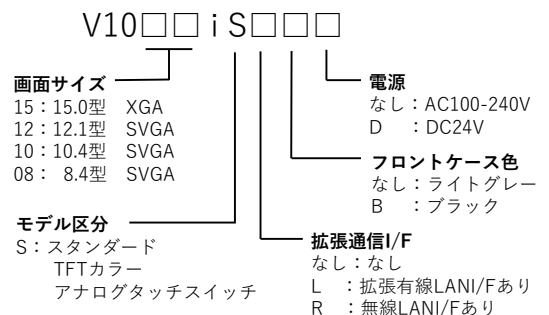 V10□□iS□□□
画面サイズ
15：15.0型 XGA
12：12.1型 SVGA
10：10.4型 SVGA
08： 8.4型 SVGA
モデル区分
S：スタンダード
TFTカラー
アナログタッチスイッチ
電源
なし：AC100-240V
D ：DC24V
フロントケース色
なし：ライトグレー
B ：ブラック
拡張通信I/F
なし：なし
L ：拡張有線LANI/Fあり
R ：無線LANI/Fあり